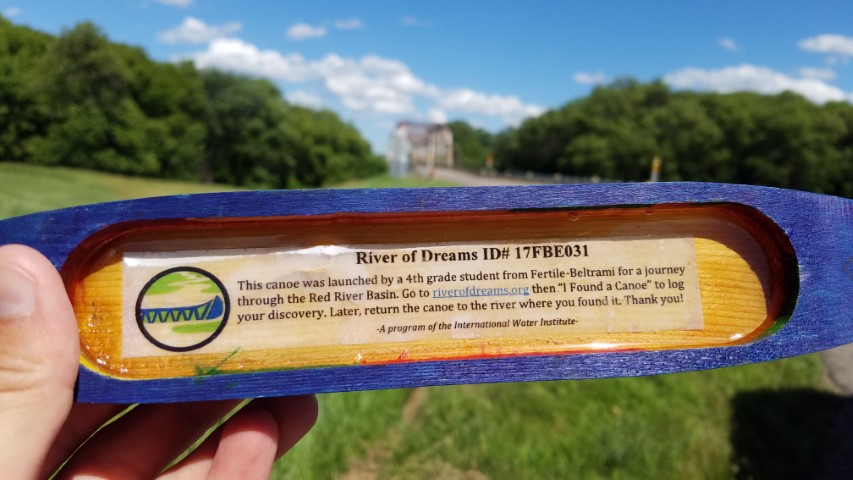 River of Dreams ID# 17FBE031
This canoe was launched by a 4th grade student from Fertile-Beltrami for a journey
through the Red River Basin. Go to riverofdreams.org then "I Found a Canoe" to log
your discovery. Later, return the canoe to the river where you found it. Thank you!
-A program of the International Water Institute-